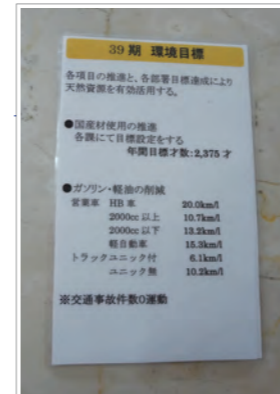 39期 環境目標
各項目の推進と、各部署目標達成により
天然資源を有効活用する。
●国産材使用の推進
各課にて目標設定をする
年間目標才数:2,375才
●ガソリン・軽油の削減
営業車 HB車 20.0km/l
2000cc以上 10.7km/l
2000cc以下 13.2km/l
軽自動車 15.3km/l
トラックユニック付 6.1km/l
ユニック無 10.2km/l
※交通事故件数0運動